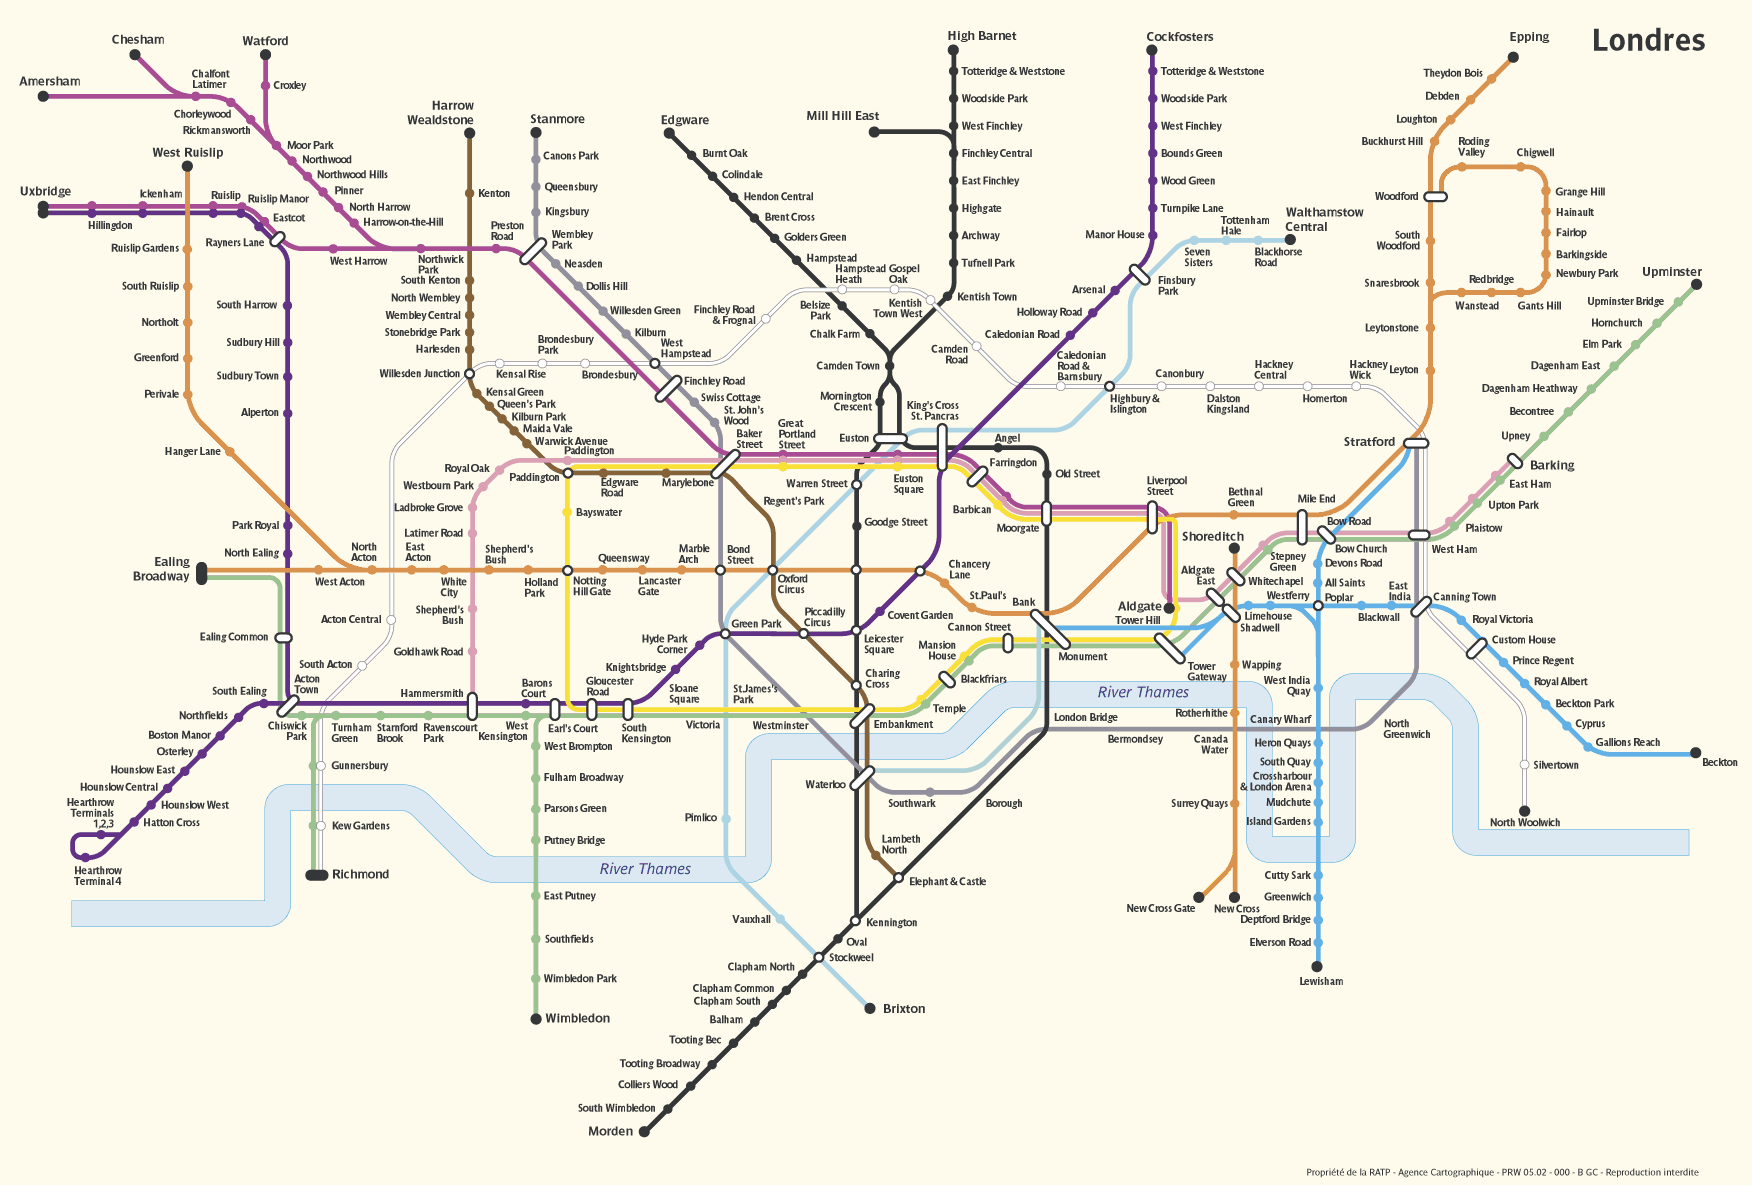 Londres
Chesham
Watford
Amersham
Chalfont
Latimer
Croxley
Chorleywood
Rickmansworth
Moor Park
Northwood
Northwood Hills
Pinner
North Harrow
Harrow-on-the-Hill
West Ruislip
Uxbridge
Ickenham
Ruislip
Ruislip Manor
Eastcot
Hillingdon
Rayners Lane
West Harrow
Northwick
Park
Preston
Road
Ruislip Gardens
South Ruislip
Northolt
Greenford
Perivale
Hanger Lane
South Harrow
Sudbury Hill
Sudbury Town
Alperton
Park Royal
North Ealing
Harrow
Wealdstone
Kenton
South Kenton
North Wembley
Wembley Central
Stonebridge Park
Harlesden
Willesden Junction
Kensal Green
Queen's Park
Kilburn Park
Maida Vale
Warwick Avenue
Paddington
Paddington
Stanmore
Canons Park
Queensbury
Kingsbury
Wembley
Park
Neasden
Dollis Hill
Willesden Green
Kilburn
West
Hampstead
Finchley Road
Swiss Cottage
St. John's
Wood
Baker
Street
Kensal Rise
Brondesbury
Park
Brondesbury
Finchley Road
& Frognal
Hampstead
Heath
Gospel
Oak
Kentish
Town West
Camden
Road
Caledonian
Road &
Barnsbury
Edgware
Burnt Oak
Colindale
Hendon Central
Brent Cross
Golders Green
Hampstead
Belsize
Park
Chalk Farm
Camden Town
Mornington
Crescent
Euston
Mill Hill East
High Barnet
Totteridge & Weststone
Woodside Park
West Finchley
Finchley Central
East Finchley
Highgate
Archway
Tufnell Park
Kentish Town
Cockfosters
Totteridge & Weststone
Woodside Park
West Finchley
Bounds Green
Wood Green
Turnpike Lane
Manor House
Finsbury
Park
Arsenal
Holloway Road
Caledonian Road
Seven
Sisters
Tottenham
Hale
Blackhorse
Road
Walthamstow
Central
Highbury &
Islington
Canonbury
Dalston
Kingsland
Hackney
Central
Homerton
Hackney
Wick
Epping
Theydon Bois
Debden
Loughton
Buckhurst Hill
Roding
Valley
Chigwell
Grange Hill
Hainault
Fairlop
Barkingside
Newbury Park
Woodford
South
Woodford
Snaresbrook
Redbridge
Wanstead
Gants Hill
Leytonstone
Leyton
Stratford
Upminster
Upminster Bridge
Hornchurch
Elm Park
Dagenham East
Dagenham Heathway
Becontree
Upney
Barking
East Ham
Upton Park
Plaistow
West Ham
Royal Oak
Westbourn Park
Ladbroke Grove
Latimer Road
Shepherd's
Bush
Goldhawk Road
Hammersmith
Edgware
Road
Marylebone
Bayswater
Regent's Park
Great
Portland
Street
Warren Street
Euston
Square
King's Cross
St. Pancras
Angel
Old Street
Farringdon
Barbican
Moorgate
Liverpool
Street
Goodge Street
Bethnal
Green
Mile End
Bow Road
Bow Church
Stepney
Green
Devons Road
All Saints
Shoreditch
Whitechapel
Aldgate
East
Aldgate
Tower Hill
Tower
Gateway
Limehouse
Shadwell
Westferry
Poplar
East
India
Blackwall
Canning Town
Royal Victoria
Custom House
Prince Regent
Royal Albert
Beckton Park
Cyprus
Gallions Reach
Beckton
Silvertown
North Woolwich
Ealing
Broadway
West Acton
North
Acton
East
Acton
White
City
Shepherd's
Bush
Holland
Park
Notting
Hill Gate
Queensway
Lancaster
Gate
Marble
Arch
Bond
Street
Oxford
Circus
Chancery
Lane
St.Paul's
Bank
Covent Garden
Piccadilly
Circus
Leicester
Square
Green Park
Hyde Park
Corner
Knightsbridge
Sloane
Square
St.James's
Park
Victoria
Westminster
Charing
Cross
Embankment
Temple
Blackfriars
Mansion
House
Cannon Street
Monument
Ealing Common
Acton Central
South Acton
Acton
Town
South Ealing
Northfields
Boston Manor
Osterley
Hounslow East
Hounslow Central
Hounslow West
Hatton Cross
Hearthrow
Terminals
1,2,3
Hearthrow
Terminal 4
Chiswick
Park
Turnham
Green
Stamford
Brook
Ravenscourt
Park
West
Kensington
Barons
Court
Earl's Court
Gloucester
Road
South
Kensington
Gunnersbury
Kew Gardens
Richmond
West Brompton
Fulham Broadway
Parsons Green
Putney Bridge
East Putney
Southfields
Wimbledon Park
Wimbledon
Pimlico
Vauxhall
Stockweel
Brixton
Waterloo
Southwark
Lambeth
North
Elephant & Castle
Borough
London Bridge
Bermondsey
Kennington
Oval
Clapham North
Clapham Common
Clapham South
Balham
Tooting Bec
Tooting Broadway
Colliers Wood
South Wimbledon
Morden
River Thames
River Thames
Wapping
Rotherhithe
Canada
Water
Surrey Quays
New Cross Gate
New Cross
West India
Quay
Canary Wharf
Heron Quays
South Quay
Crossharbour
& London Arena
Mudchute
Island Gardens
Cutty Sark
Greenwich
Deptford Bridge
Elverson Road
Lewisham
North
Greenwich
Propriété de la RATP - Agence Cartographique - PRW 05.02 - 000 - B GC - Reproduction interdite